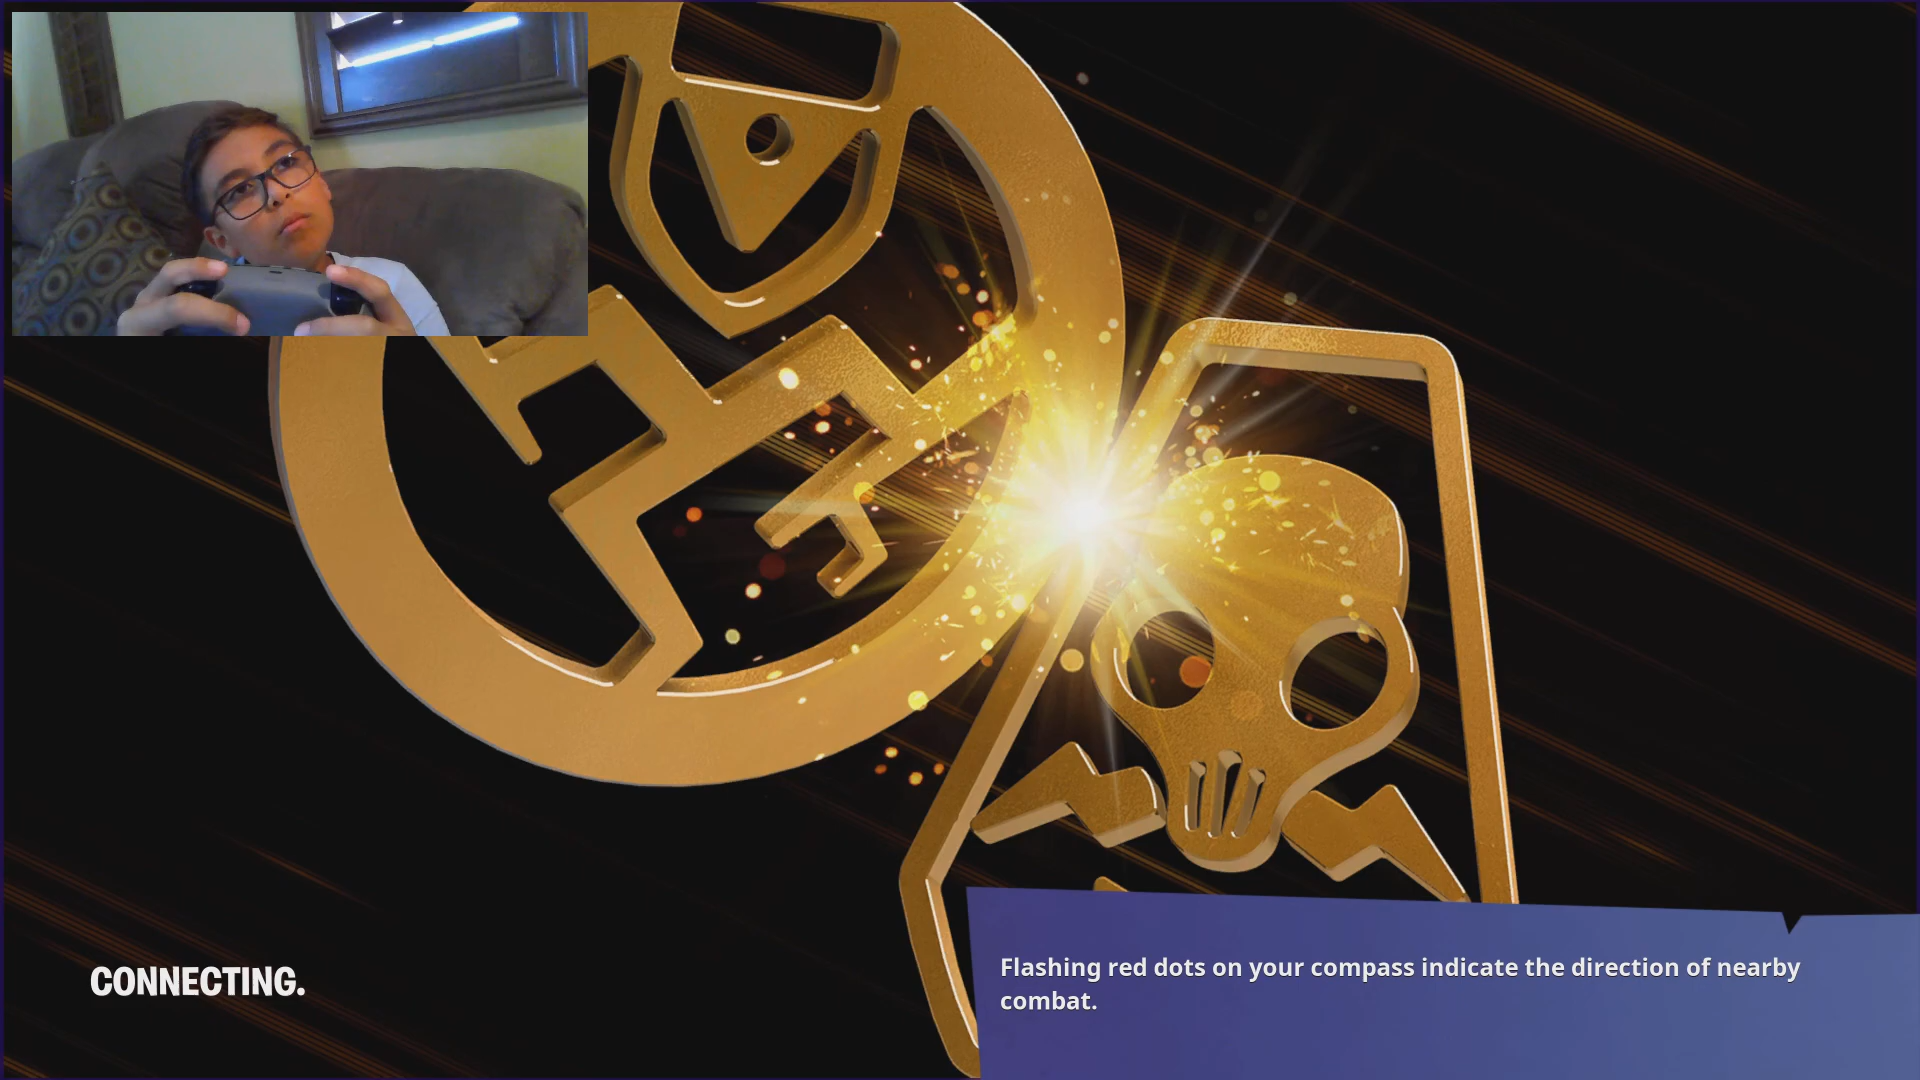 CONNECTING.
Flashing red dots on your compass indicate the direction of nearby
combat.